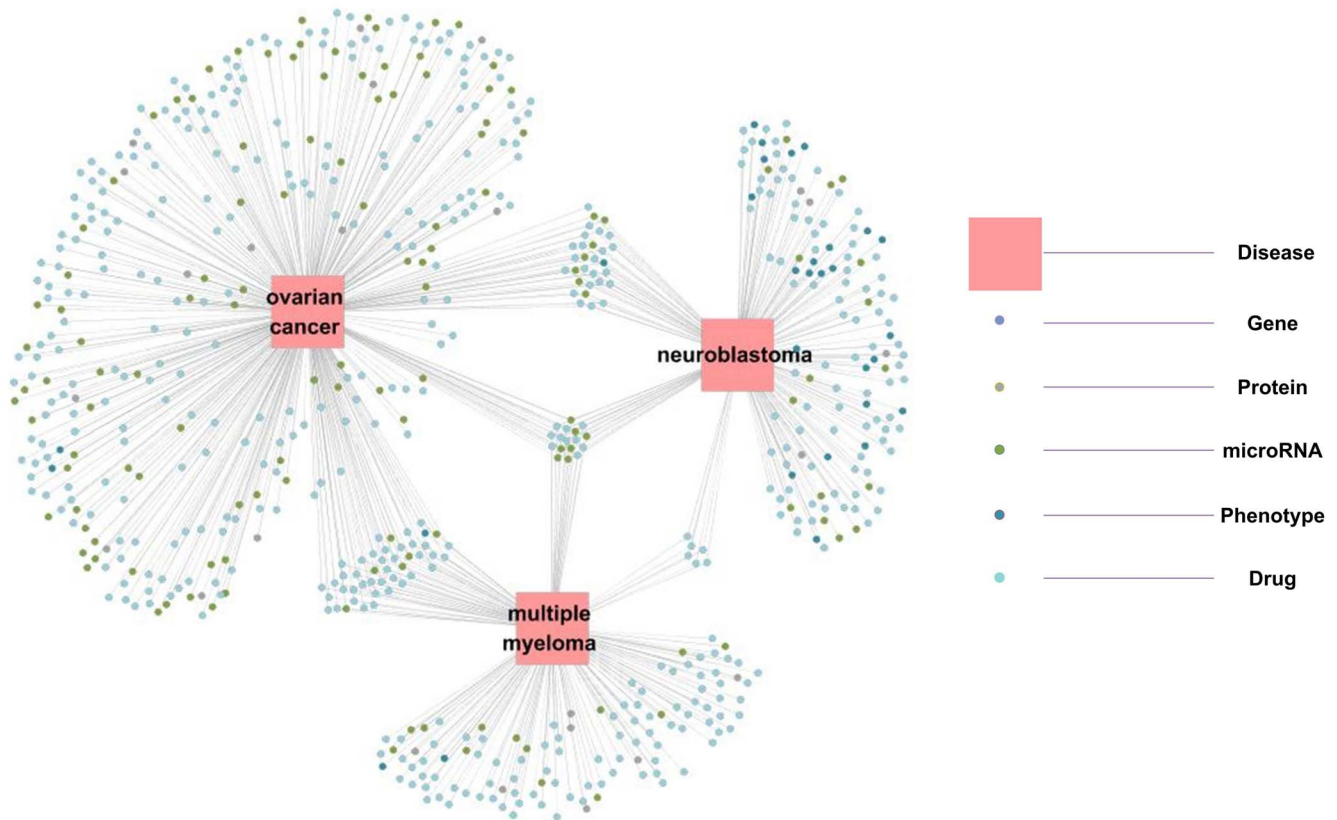 ovarian
cancer
neuroblastoma
multiple
myeloma
Disease
Gene
Protein
microRNA
Phenotype
Drug